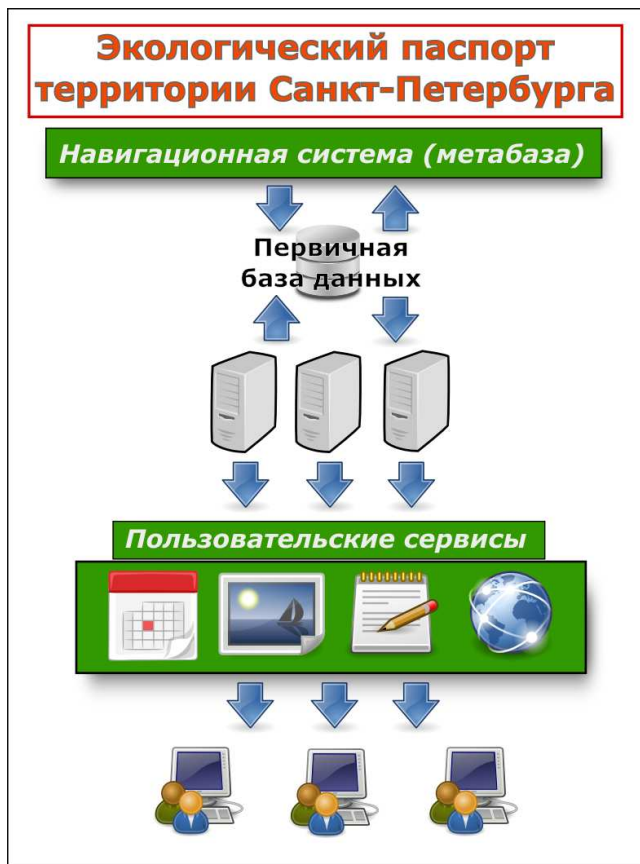 Экологический паспорт
территории Санкт-Петербурга
Навигационная система (метабаза)
Первичная
база данных
Пользовательские сервисы